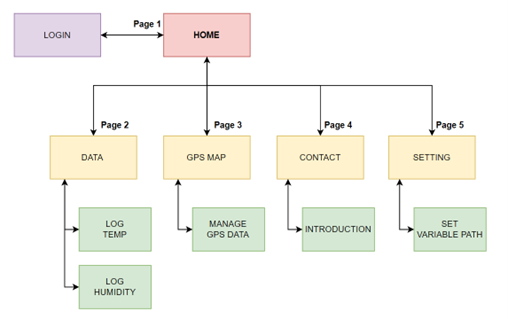 Page 1
LOGIN
HOME
Page 2
Page 3
Page 4
Page 5
DATA
GPS MAP
CONTACT
SETTING
LOG
TEMP
MANAGE
GPS DATA
INTRODUCTION
SET
VARIABLE PATH
LOG
HUMIDITY